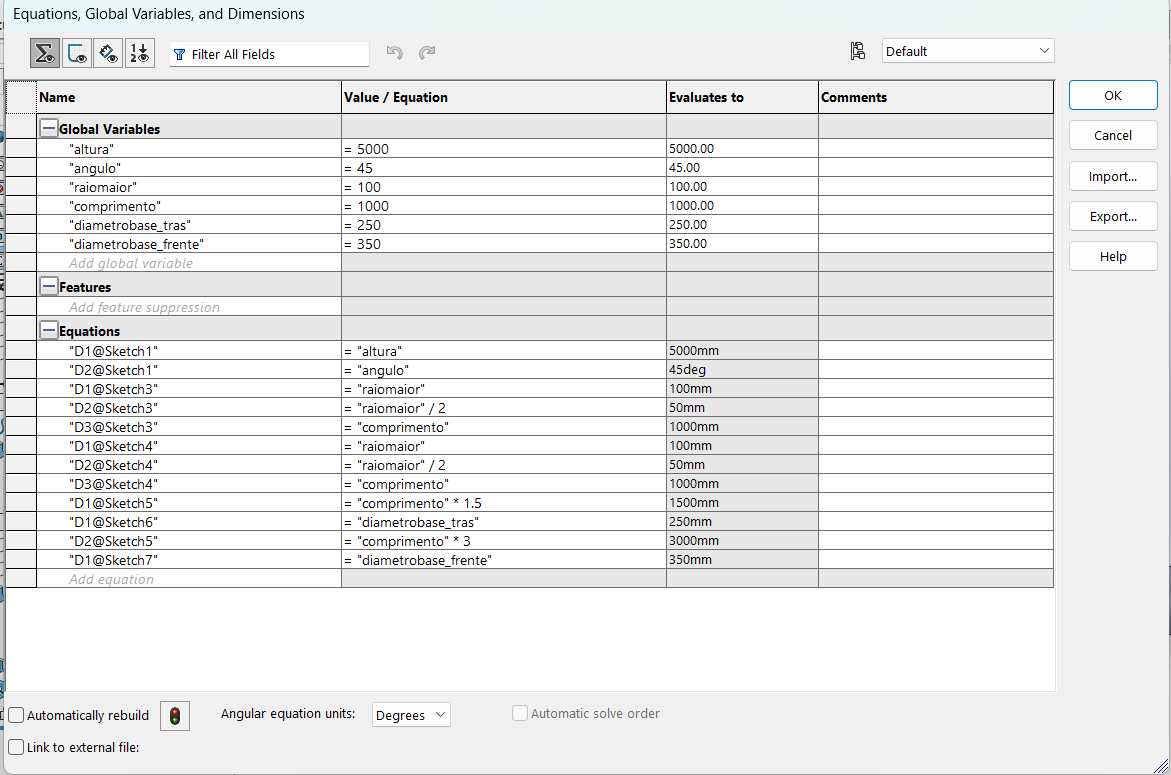 Equations, Global Variables, and Dimensions
Filter All Fields Default
Name Value / Equation Evaluates to Comments
Global Variables
"altura" = 5000 5000.00
"angulo" = 45 45.00
"raiomaior" = 100 100.00
"comprimento" = 1000 1000.00
"diametrobase_tras" = 250 250.00
"diametrobase_frente" = 350 350.00
Add global variable
Features
Add feature suppression
Equations
"D1@Sketch1" = "altura" 5000mm
"D2@Sketch1" = "angulo" 45deg
"D1@Sketch3" = "raiomaior" 100mm
"D2@Sketch3" = "raiomaior" / 2 50mm
"D3@Sketch3" = "comprimento" 1000mm
"D1@Sketch4" = "raiomaior" 100mm
"D2@Sketch4" = "raiomaior" / 2 50mm
"D3@Sketch4" = "comprimento" 1000mm
"D1@Sketch5" = "comprimento" * 1.5 1500mm
"D1@Sketch6" = "diametrobase_tras" 250mm
"D2@Sketch5" = "comprimento" * 3 3000mm
"D1@Sketch7" = "diametrobase_frente" 350mm
Add equation
OK
Cancel
Import...
Export...
Help
Automatically rebuild Angular equation units: Degrees Automatic solve order
Link to external file: